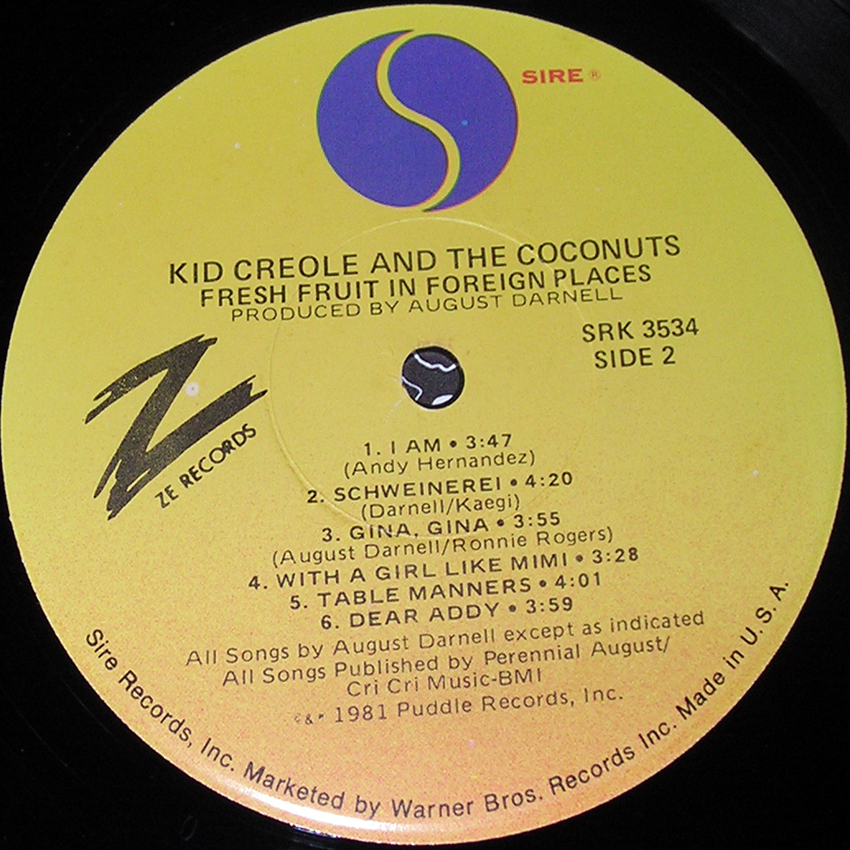 SIRE ®
KID CREOLE AND THE COCONUTS
FRESH FRUIT IN FOREIGN PLACES
PRODUCED BY AUGUST DARNELL
SRK 3534
SIDE 2
Z
ZE RECORDS
1. I AM • 3:47
(Andy Hernandez)
2. SCHWEINEREI • 4:20
(Darnell/Kaegi)
3. GINA, GINA • 3:55
(August Darnell/Ronnie Rogers)
4. WITH A GIRL LIKE MIMI • 3:28
5. TABLE MANNERS • 4:01
6. DEAR ADDY • 3:59
All Songs by August Darnell except as indicated
All Songs Published by Perennial August/
Cri Cri Music-BMI
©&℗ 1981 Puddle Records, Inc.
Sire Records, Inc. Marketed by Warner Bros. Records Inc. Made in U.S.A.